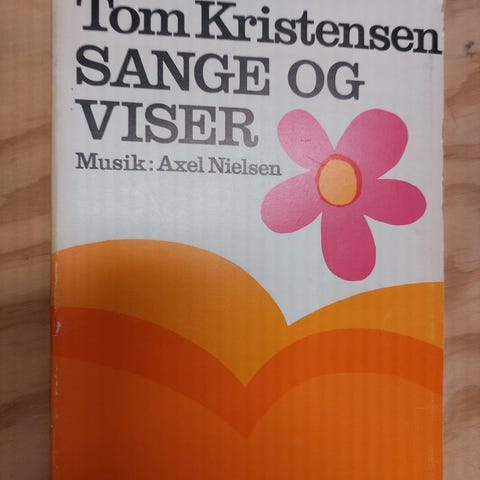 Tom Kristensen
SANGE OG
VISER
Musik: Axel Nielsen